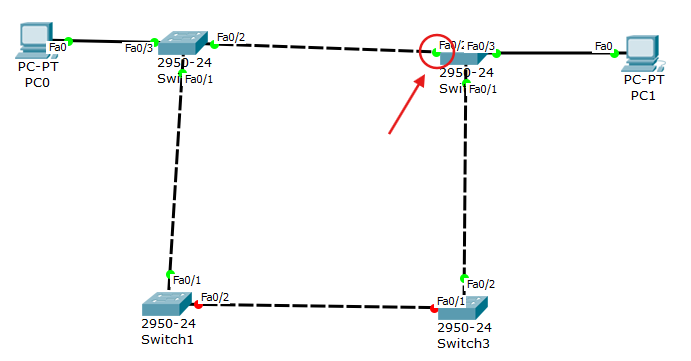 Fa0
PC-PT
PC0
Fa0/3
Fa0/2
2950-24
Fa0/1
Fa0/3
2950-24
Fa0/1
Fa0
PC-PT
PC1
Fa0/1
Fa0/2
2950-24
Switch1
Fa0/2
Fa0/1
2950-24
Switch3